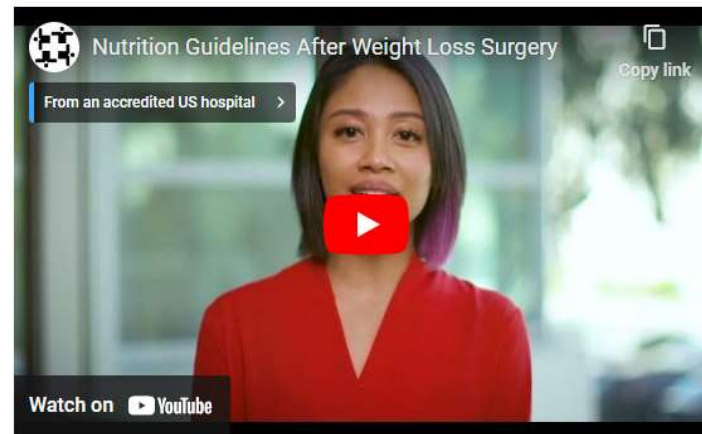 Nutrition Guidelines After Weight Loss Surgery
Copy link
From an accredited US hospital
Watch on YouTube